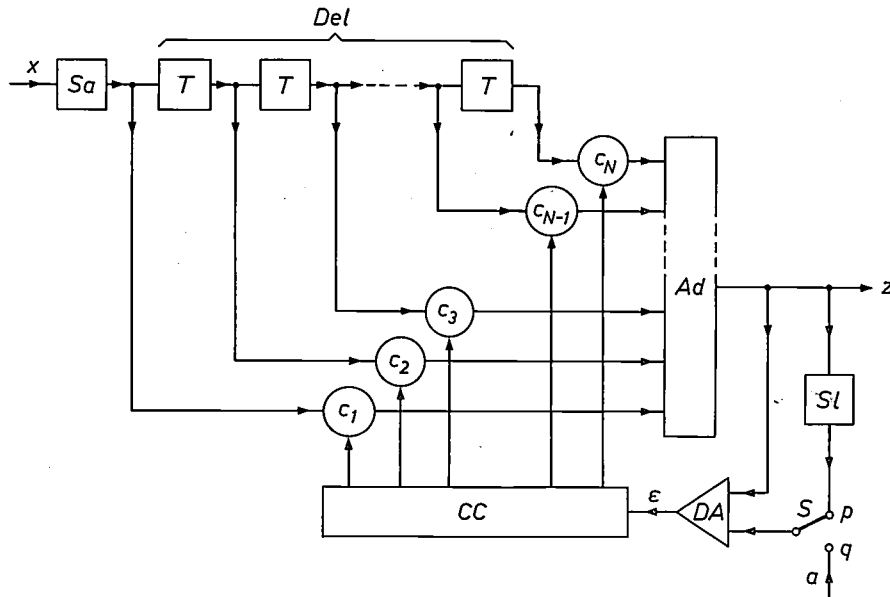 Del
x
Sa
T
T
T
c_N
c_{N-1}
c_3
c_2
c_1
Ad
z
Sl
CC
ε
DA
S
p
q
a